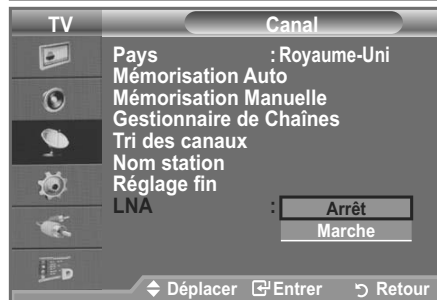 TV Canal
Pays : Royaume-Uni
Mémorisation Auto
Mémorisation Manuelle
Gestionnaire de Chaînes
Tri des canaux
Nom station
Réglage fin
LNA : Arrêt
Marche
Déplacer Entrer Retour